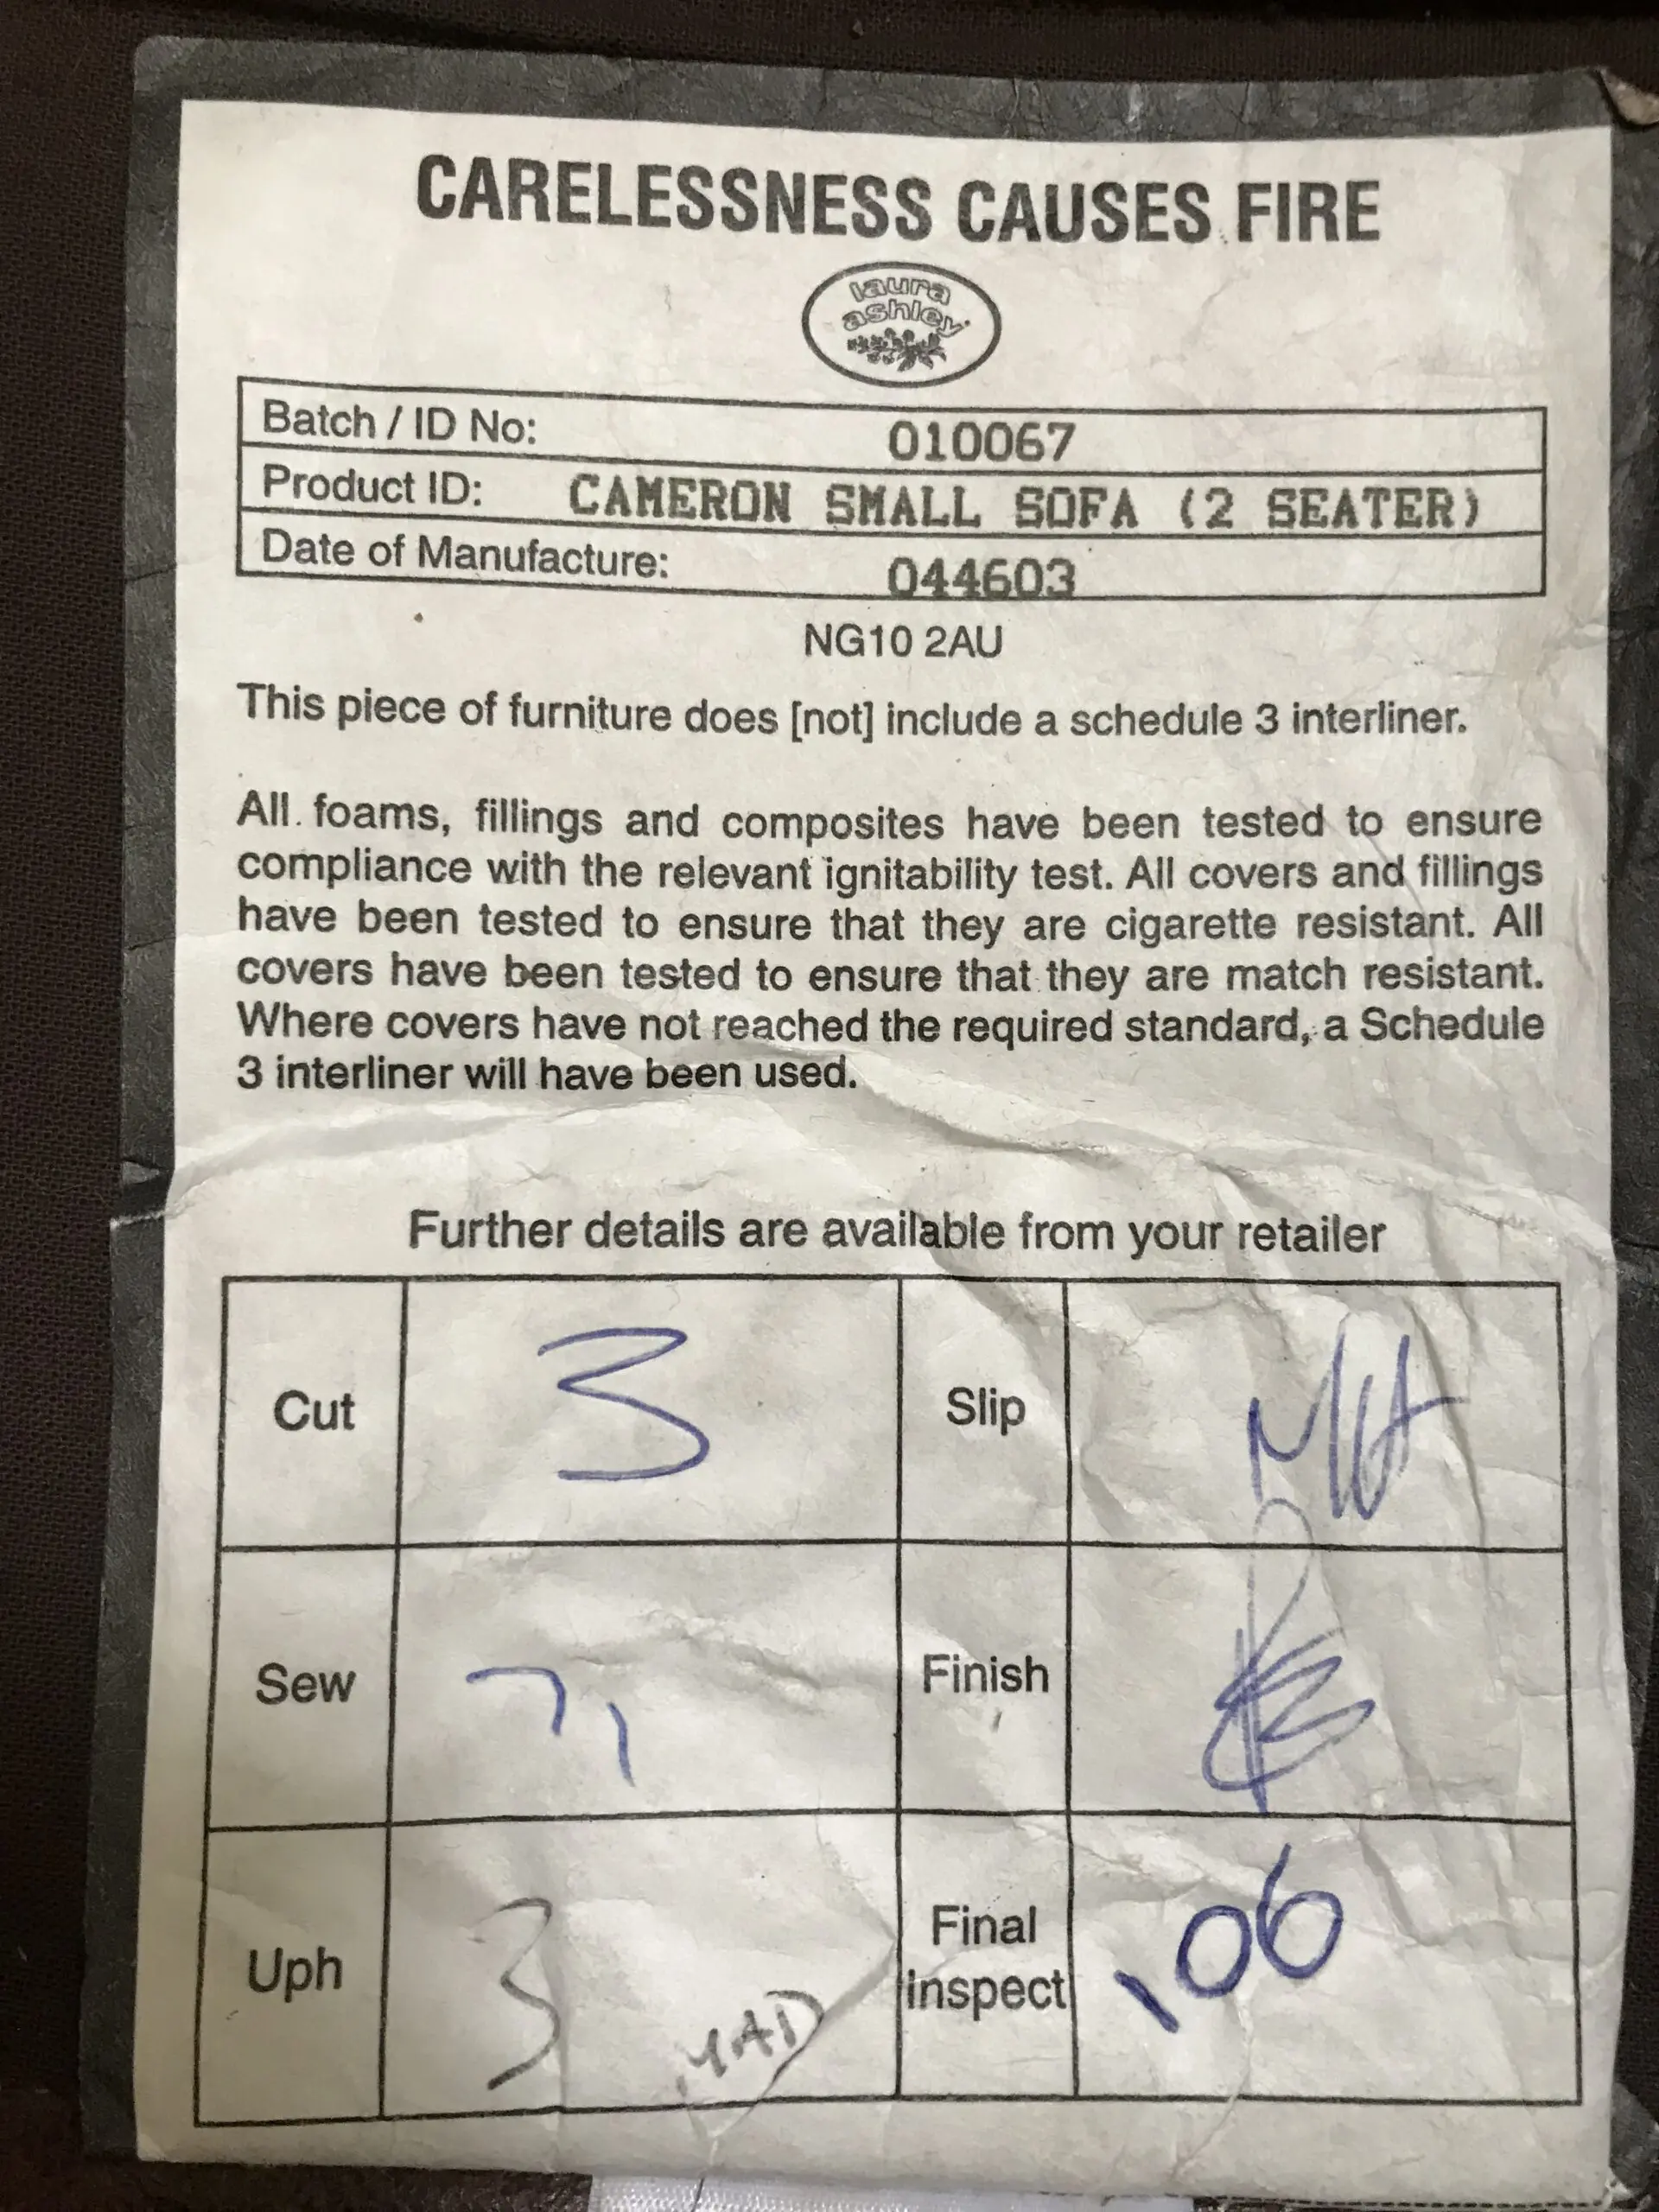 CARELESSNESS CAUSES FIRE
laura
ashley
Batch / ID No: 010067
Product ID: CAMERON SMALL SOFA (2 SEATER)
Date of Manufacture: 044603
NG10 2AU
This piece of furniture does [not] include a schedule 3 interliner.
All foams, fillings and composites have been tested to ensure
compliance with the relevant ignitability test. All covers and fillings
have been tested to ensure that they are cigarette resistant. All
covers have been tested to ensure that they are match resistant.
Where covers have not reached the required standard, a Schedule
3 interliner will have been used.
Further details are available from your retailer
Cut 3 Slip
Sew 71 Finish
Uph 3
Final
Inspect 106